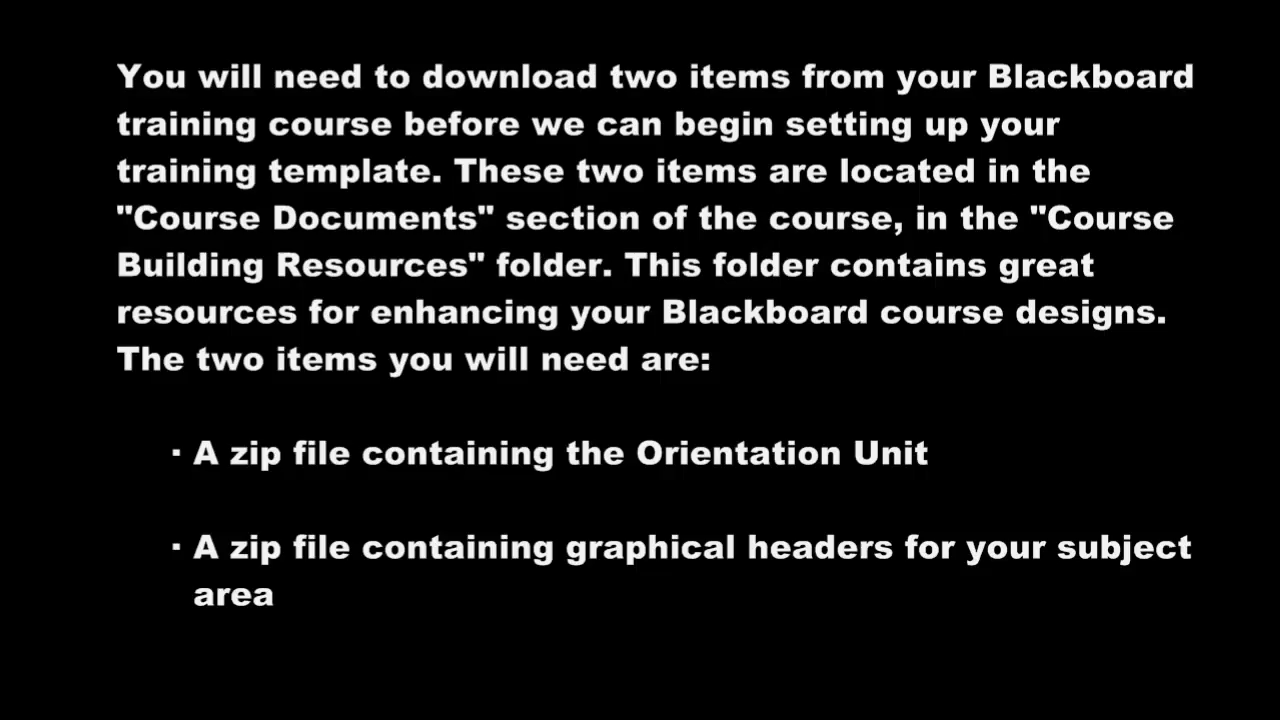 You will need to download two items from your Blackboard
training course before we can begin setting up your
training template. These two items are located in the
"Course Documents" section of the course, in the "Course
Building Resources" folder. This folder contains great
resources for enhancing your Blackboard course designs.
The two items you will need are:
· A zip file containing the Orientation Unit
· A zip file containing graphical headers for your subject
area